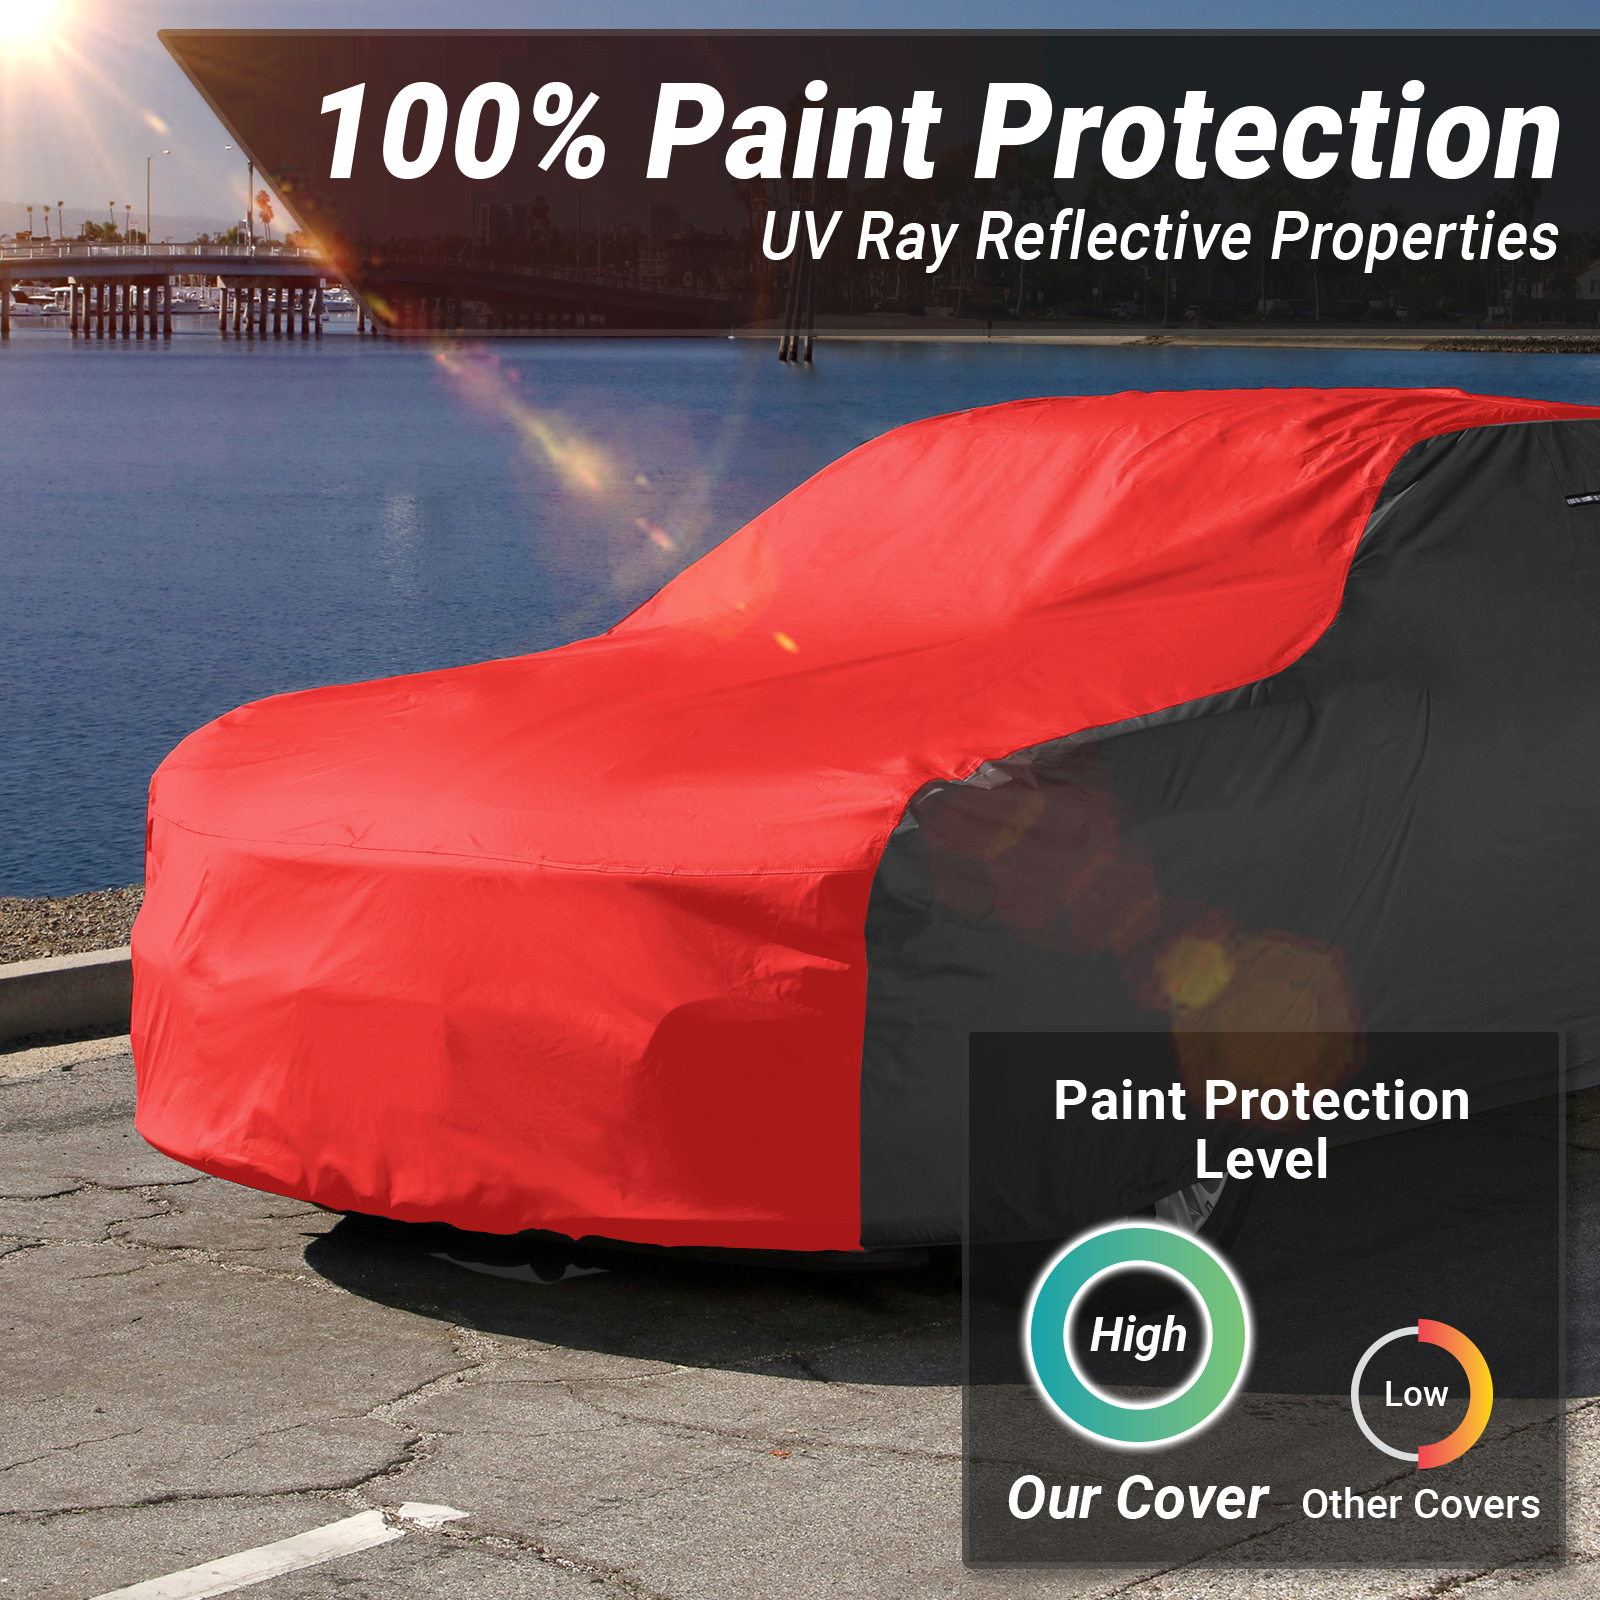 100% Paint Protection
UV Ray Reflective Properties
Paint Protection
Level
High
Low
Our Cover
Other Covers